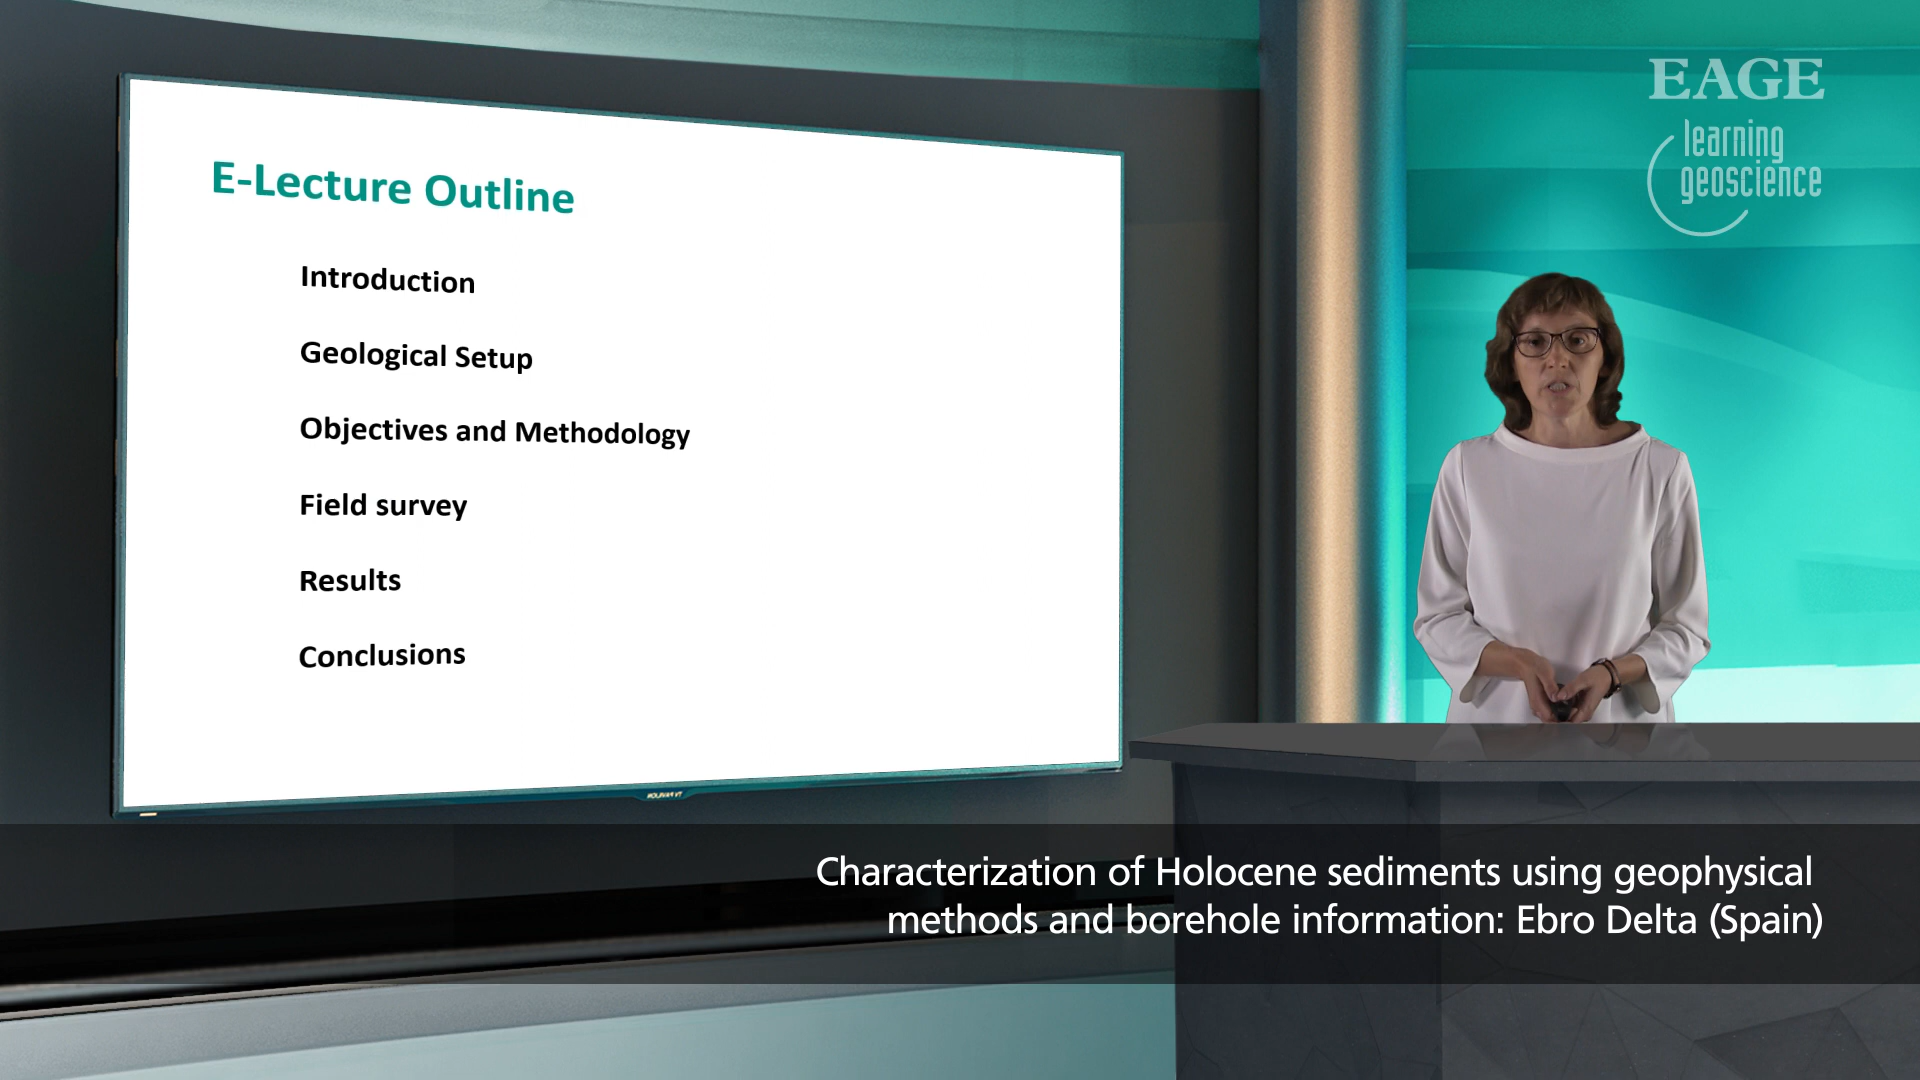 E-Lecture Outline
Introduction
Geological Setup
Objectives and Methodology
Field survey
Results
Conclusions
EAGE
learning
geoscience
Characterization of Holocene sediments using geophysical
methods and borehole information: Ebro Delta (Spain)